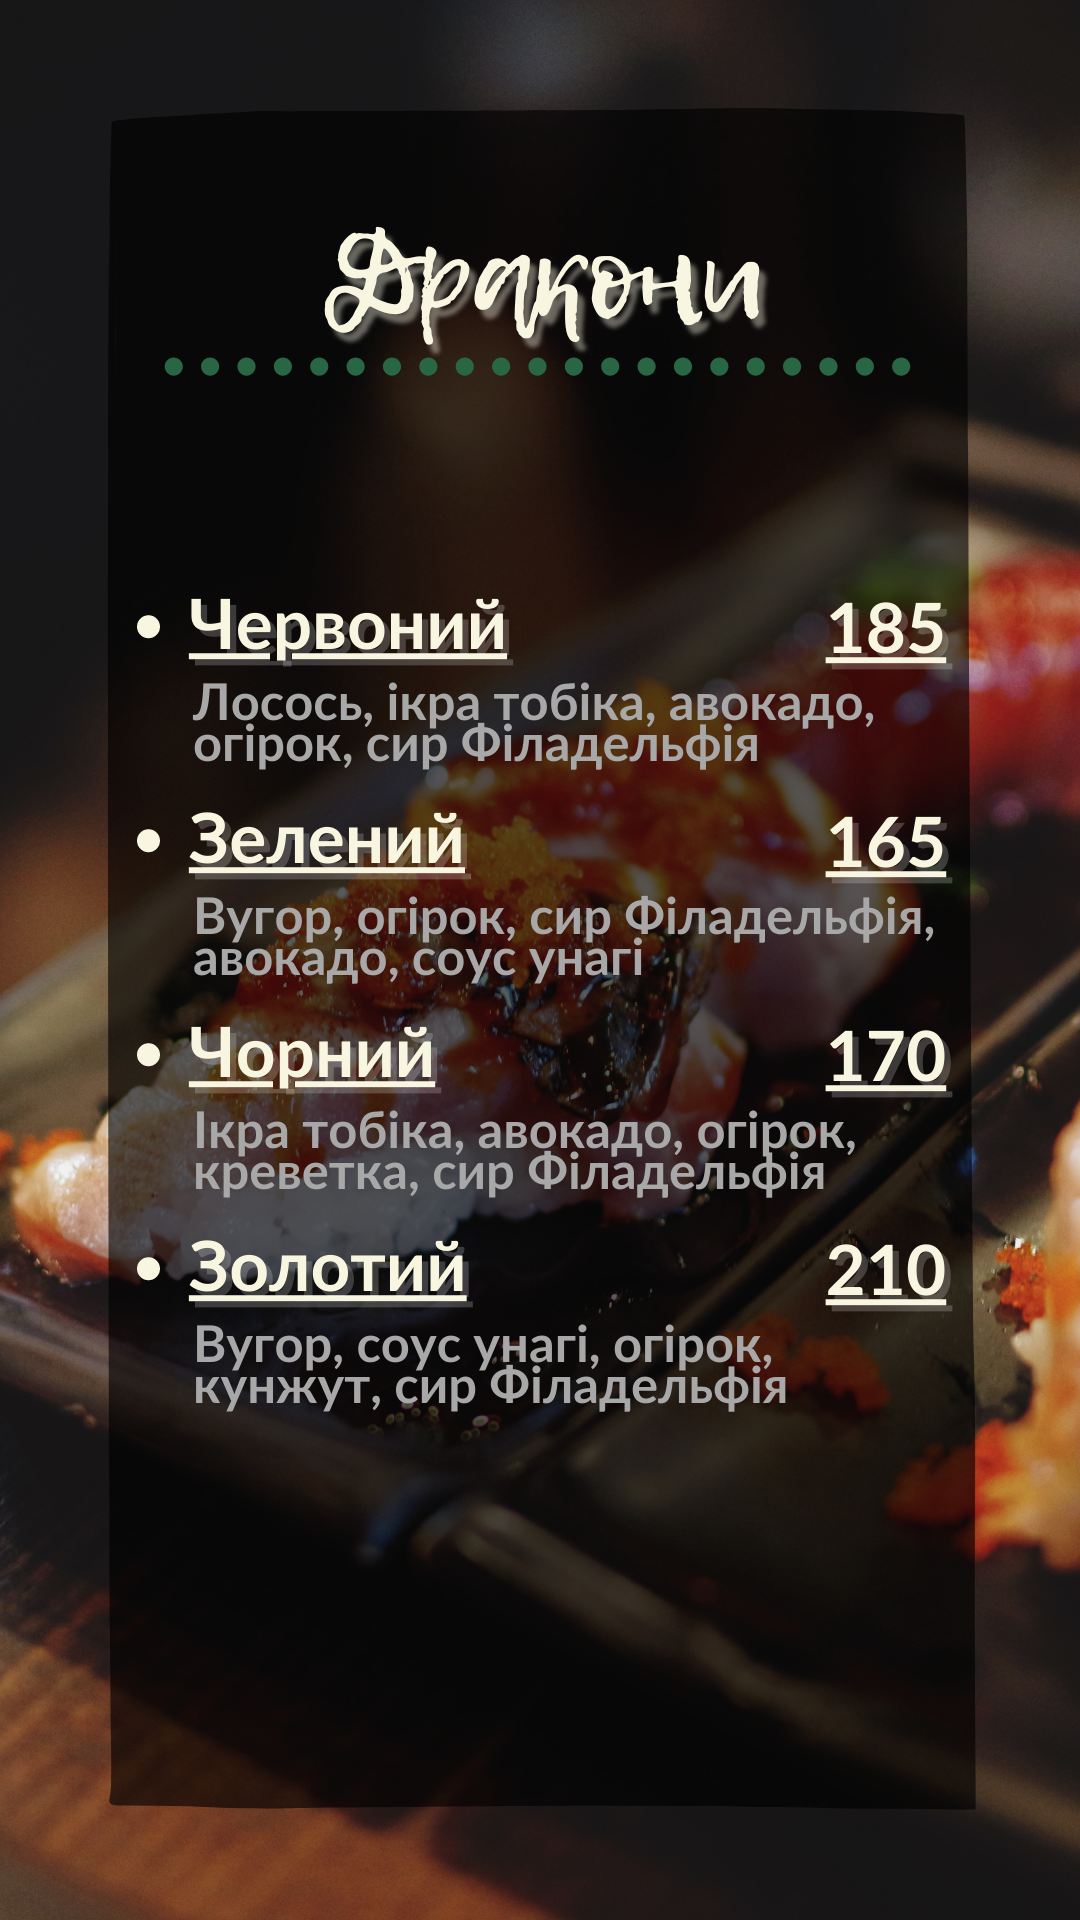 Дракони
• Червоний 185
Лосось, ікра тобіка, авокадо,
огірок, сир Філадельфія
• Зелений 165
Вугор, огірок, сир Філадельфія,
авокадо, соус унагі
• Чорний 170
Ікра тобіка, авокадо, огірок,
креветка, сир Філадельфія
• Золотий 210
Вугор, соус унагі, огірок,
кунжут, сир Філадельфія